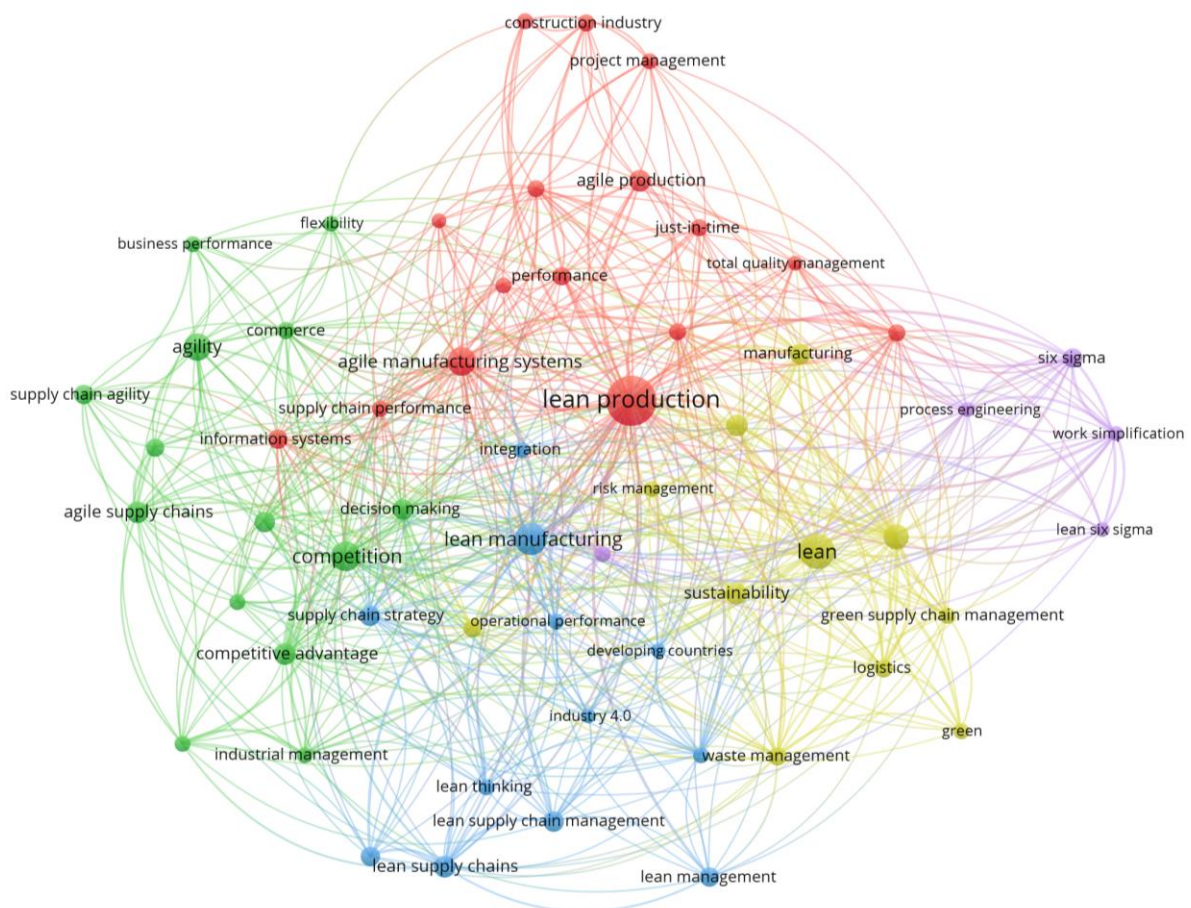 construction industry
project management
agile production
flexibility
just-in-time
business performance
total quality management
performance
commerce
agility
manufacturing
six sigma
agile manufacturing systems
supply chain agility
lean production
supply chain performance
process engineering
work simplification
information systems
integration
risk management
agile supply chains
decision making
lean six sigma
lean manufacturing
competition
lean
sustainability
supply chain strategy
operational performance
green supply chain management
competitive advantage
developing countries
logistics
industry 4.0
green
industrial management
waste management
lean thinking
lean supply chain management
lean supply chains
lean management